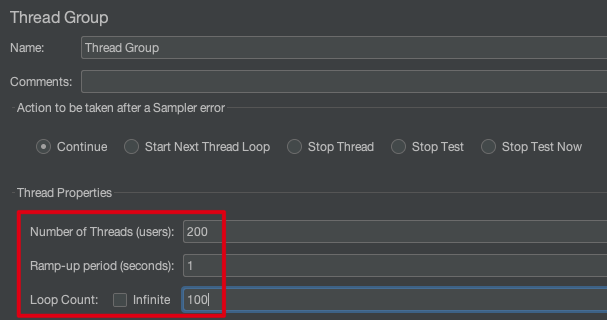 Thread Group
Name: Thread Group
Comments:
Action to be taken after a Sampler error
Continue Start Next Thread Loop Stop Thread Stop Test Stop Test Now
Thread Properties
Number of Threads (users): 200
Ramp-up period (seconds): 1
Loop Count: Infinite 100